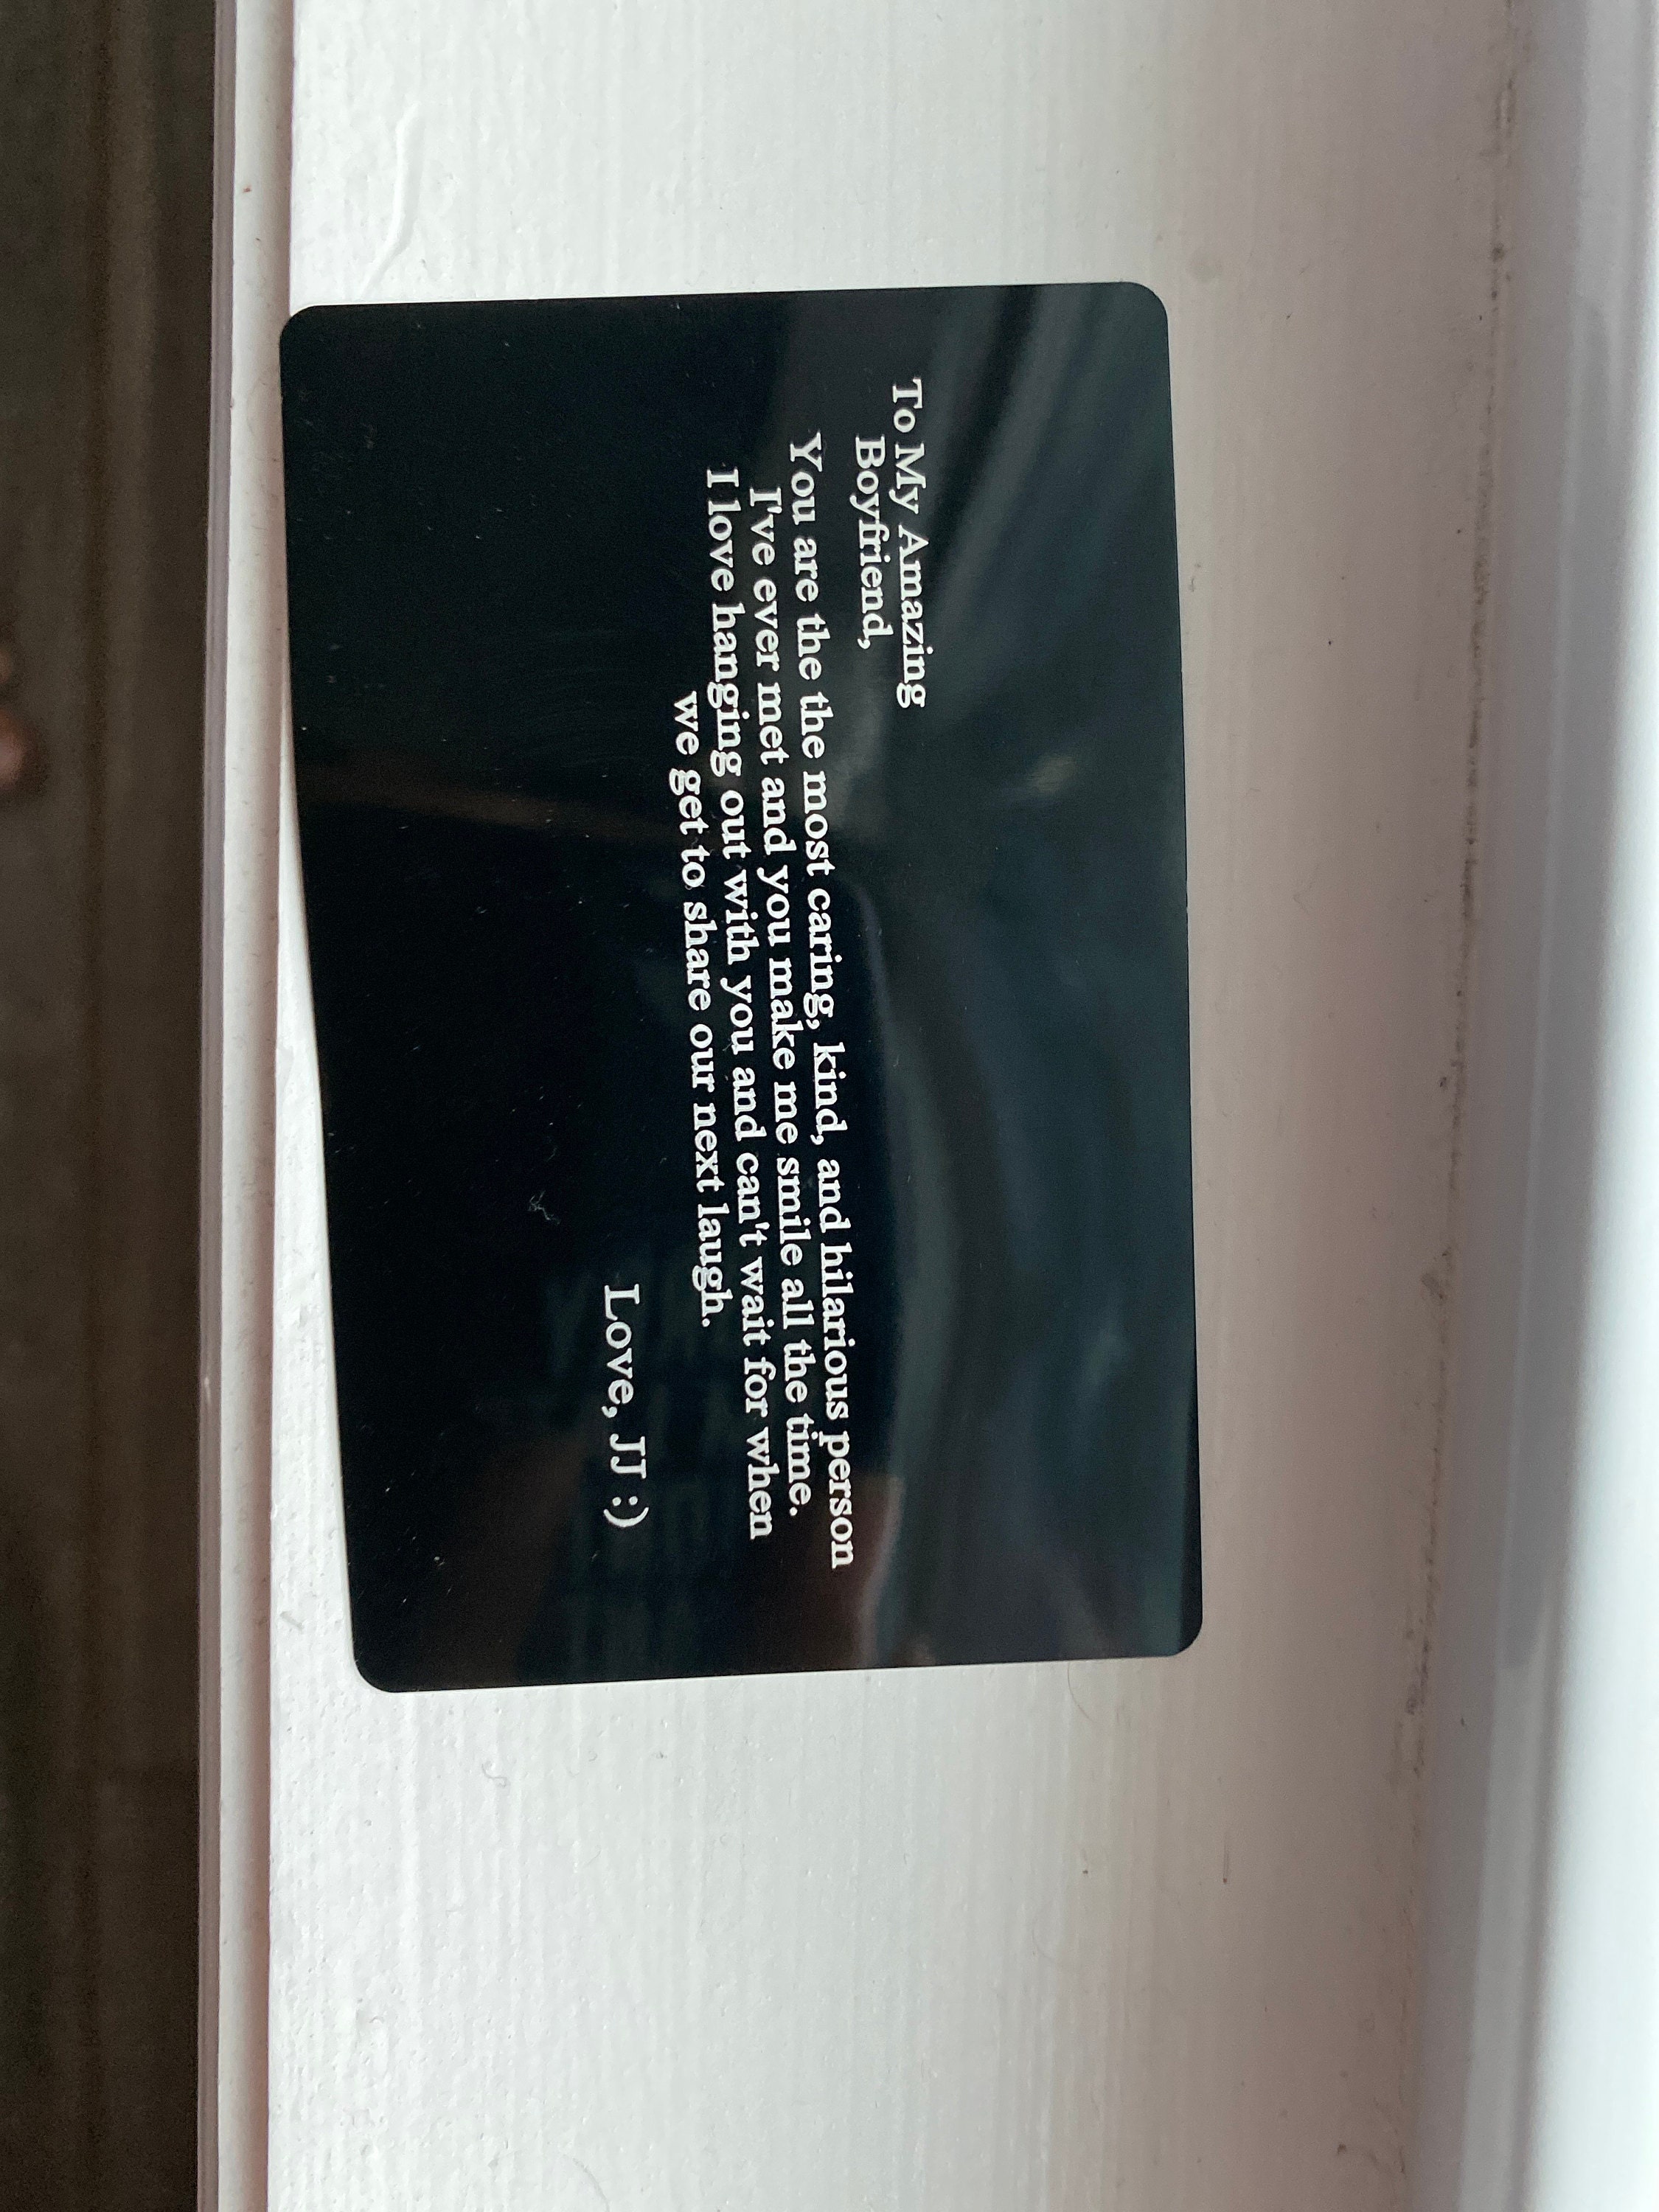 To My Amazing
Boyfriend,
You are the the most caring, kind, and hilarious person
I've ever met and you make me smile all the time.
I love hanging out with you and can't wait for when
we get to share our next laugh.
Love, JJ :)